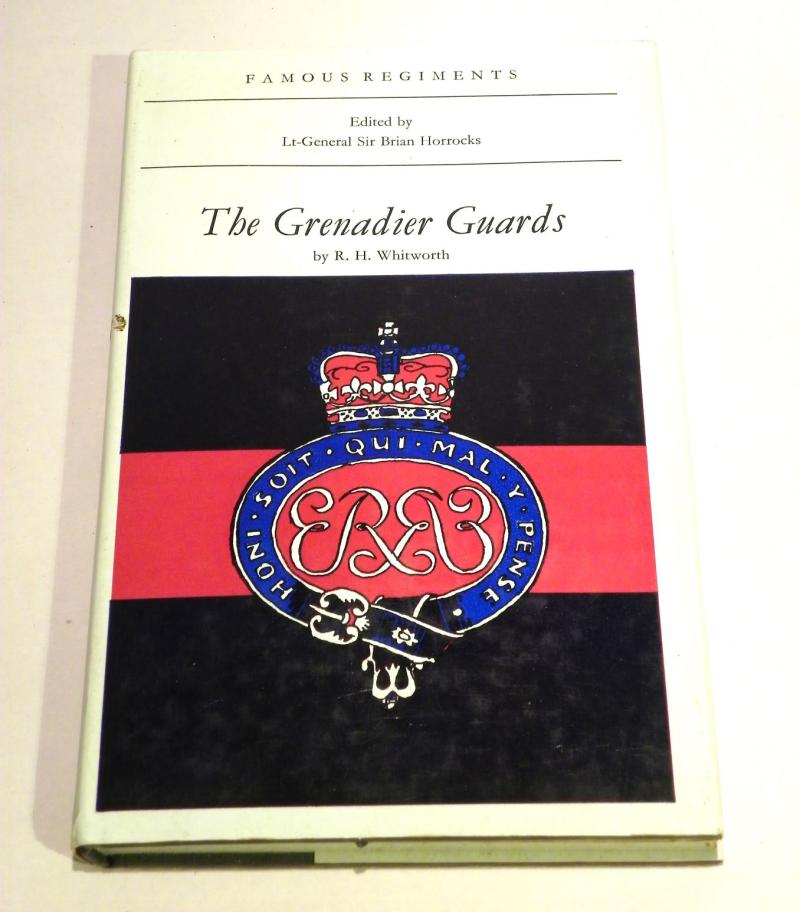 FAMOUS REGIMENTS
Edited by
Lt-General Sir Brian Horrocks
The Grenadier Guards
by R. H. Whitworth
HONI · SOIT · QUI · MAL · Y · PENSE ·